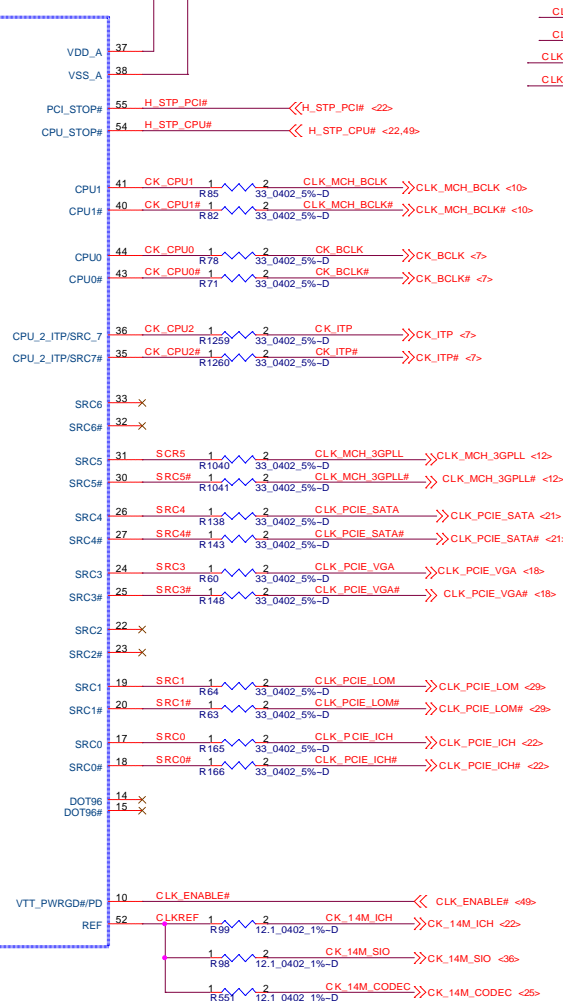 CL
CL
CLK
CLK
VDD_A 37
VSS_A 38
PCI_STOP# 55 H_STP_PCI# H_STP_PCI# <22>
CPU_STOP# 54 H_STP_CPU# H_STP_CPU# <22,49>
CPU1 41 CK_CPU1 1 2 CLK_MCH_BCLK CLK_MCH_BCLK <10>
R85 33_0402_5%~D
CPU1# 40 CK_CPU1# 1 2 CLK_MCH_BCLK# CLK_MCH_BCLK# <10>
R82 33_0402_5%~D
CPU0 44 CK_CPU0 1 2 CK_BCLK CK_BCLK <7>
R78 33_0402_5%~D
CPU0# 43 CK_CPU0# 1 2 CK_BCLK# CK_BCLK# <7>
R71 33_0402_5%~D
CPU_2_ITP/SRC_7 36 CK_CPU2 1 2 CK_ITP CK_ITP <7>
R1259 33_0402_5%~D
CPU_2_ITP/SRC7# 35 CK_CPU2# 1 2 CK_ITP# CK_ITP# <7>
R1260 33_0402_5%~D
SRC6 33
SRC6# 32
SRC5 31 SCR5 1 2 CLK_MCH_3GPLL CLK_MCH_3GPLL <12>
R1040 33_0402_5%~D
SRC5# 30 SRC5# 1 2 CLK_MCH_3GPLL# CLK_MCH_3GPLL# <12>
R1041 33_0402_5%~D
SRC4 26 SRC4 1 2 CLK_PCIE_SATA CLK_PCIE_SATA <21>
R138 33_0402_5%~D
SRC4# 27 SRC4# 1 2 CLK_PCIE_SATA# CLK_PCIE_SATA# <21>
R143 33_0402_5%~D
SRC3 24 SRC3 1 2 CLK_PCIE_VGA CLK_PCIE_VGA <18>
R60 33_0402_5%~D
SRC3# 25 SRC3# 1 2 CLK_PCIE_VGA# CLK_PCIE_VGA# <18>
R148 33_0402_5%~D
SRC2 22
SRC2# 23
SRC1 19 SRC1 1 2 CLK_PCIE_LOM CLK_PCIE_LOM <29>
R64 33_0402_5%~D
SRC1# 20 SRC1# 1 2 CLK_PCIE_LOM# CLK_PCIE_LOM# <29>
R63 33_0402_5%~D
SRC0 17 SRC0 1 2 CLK_PCIE_ICH CLK_PCIE_ICH <22>
R165 33_0402_5%~D
SRC0# 18 SRC0# 1 2 CLK_PCIE_ICH# CLK_PCIE_ICH# <22>
R166 33_0402_5%~D
DOT96 14
DOT96# 15
VTT_PWRGD#/PD 10 CLK_ENABLE# CLK_ENABLE# <49>
REF 52 CLKREF 1 2 CK_14M_ICH CK_14M_ICH <22>
R99 12.1_0402_1%~D
1 2 CK_14M_SIO CK_14M_SIO <36>
R98 12.1_0402_1%~D
1 2 CK_14M_CODEC CK_14M_CODEC <25>
R551 12.1_0402_1%~D